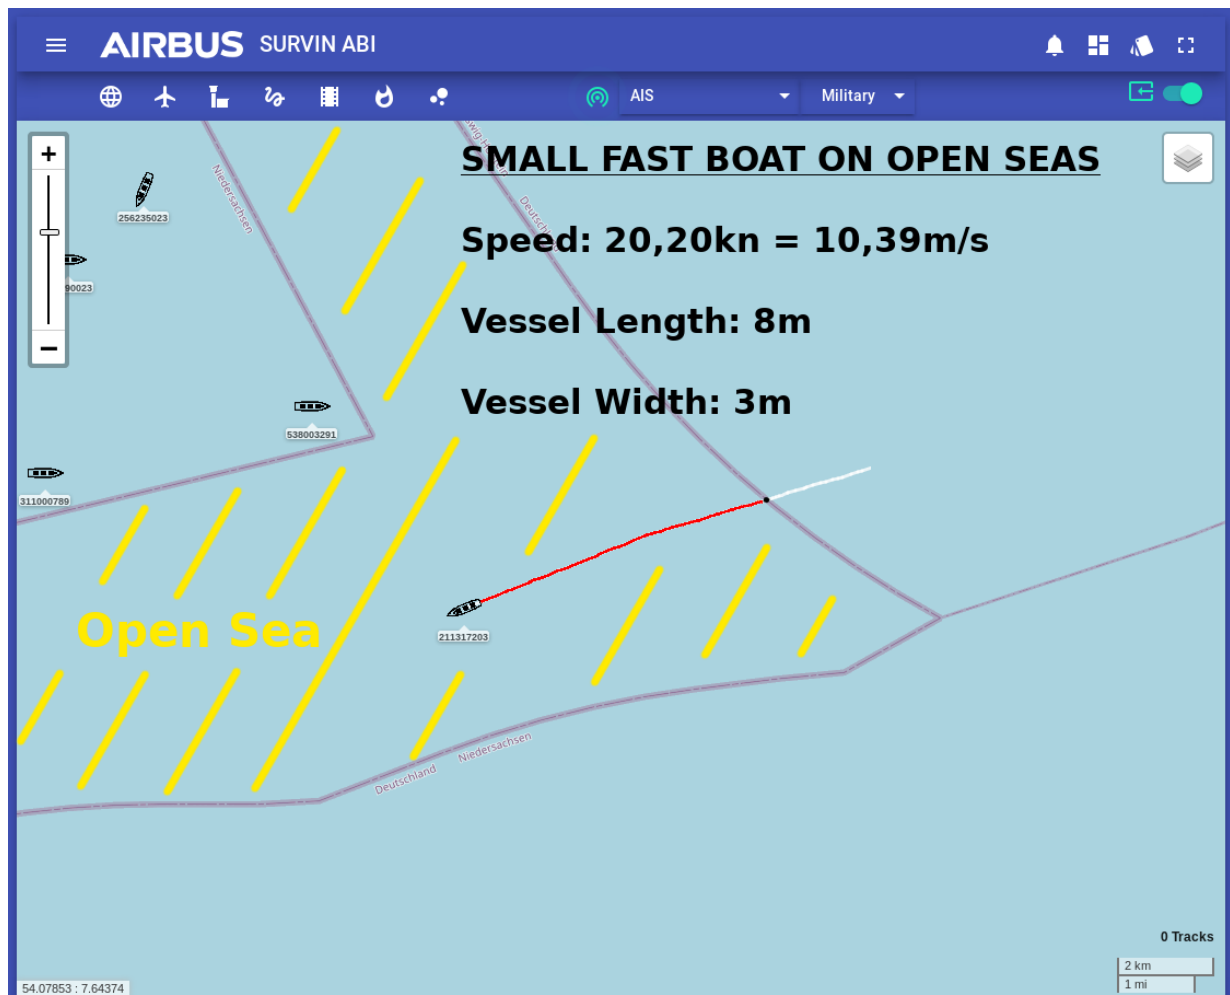 AIRBUS SURVIN ABI
AIS
Military
SMALL FAST BOAT ON OPEN SEAS
Speed: 20,20kn = 10,39m/s
Vessel Length: 8m
Vessel Width: 3m
Niedersachsen
256235023
90023
538003291
311000789
Open Sea
211317203
Niedersachsen
Deutschland
0 Tracks
2 km
1 mi
54.07853 : 7.64374